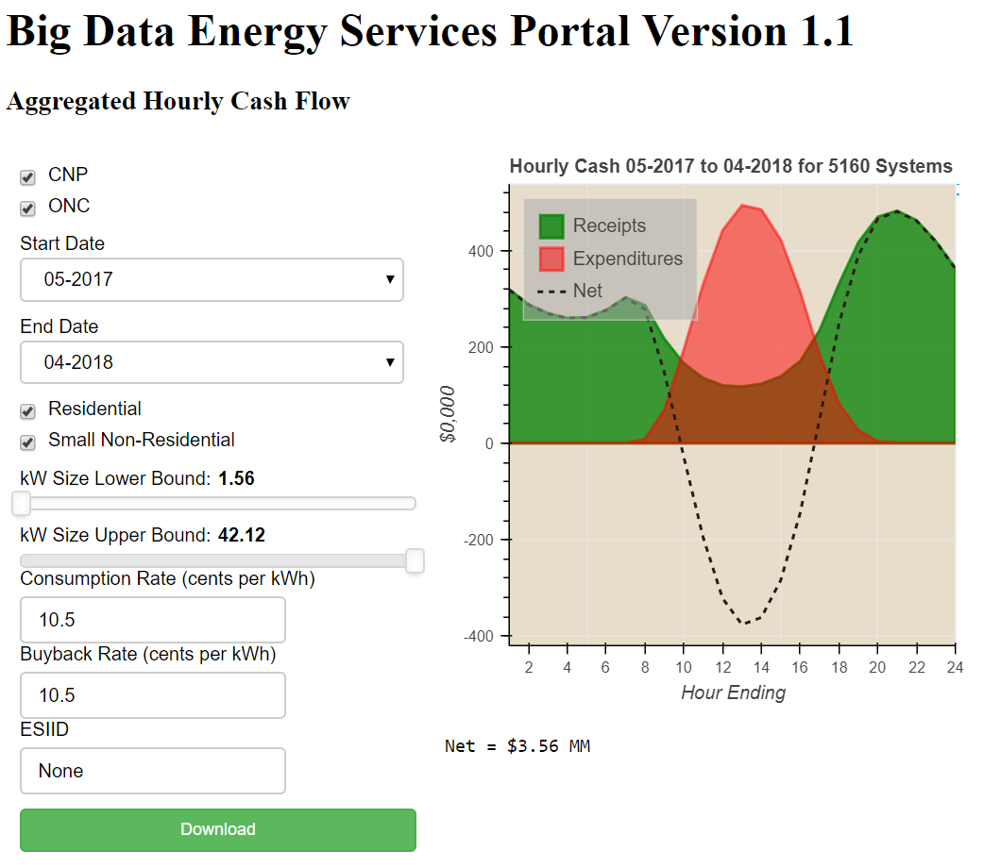 Big Data Energy Services Portal Version 1.1
Aggregated Hourly Cash Flow
CNP
ONC
Start Date
05-2017
End Date
04-2018
Residential
Small Non-Residential
kW Size Lower Bound: 1.56
kW Size Upper Bound: 42.12
Consumption Rate (cents per kWh)
10.5
Buyback Rate (cents per kWh)
10.5
ESIID
None
Download
Hourly Cash 05-2017 to 04-2018 for 5160 Systems
Receipts
Expenditures
Net
$0,000
400
200
0
-200
-400
2 4 6 8 10 12 14 16 18 20 22 24
Hour Ending
Net = $3.56 MM